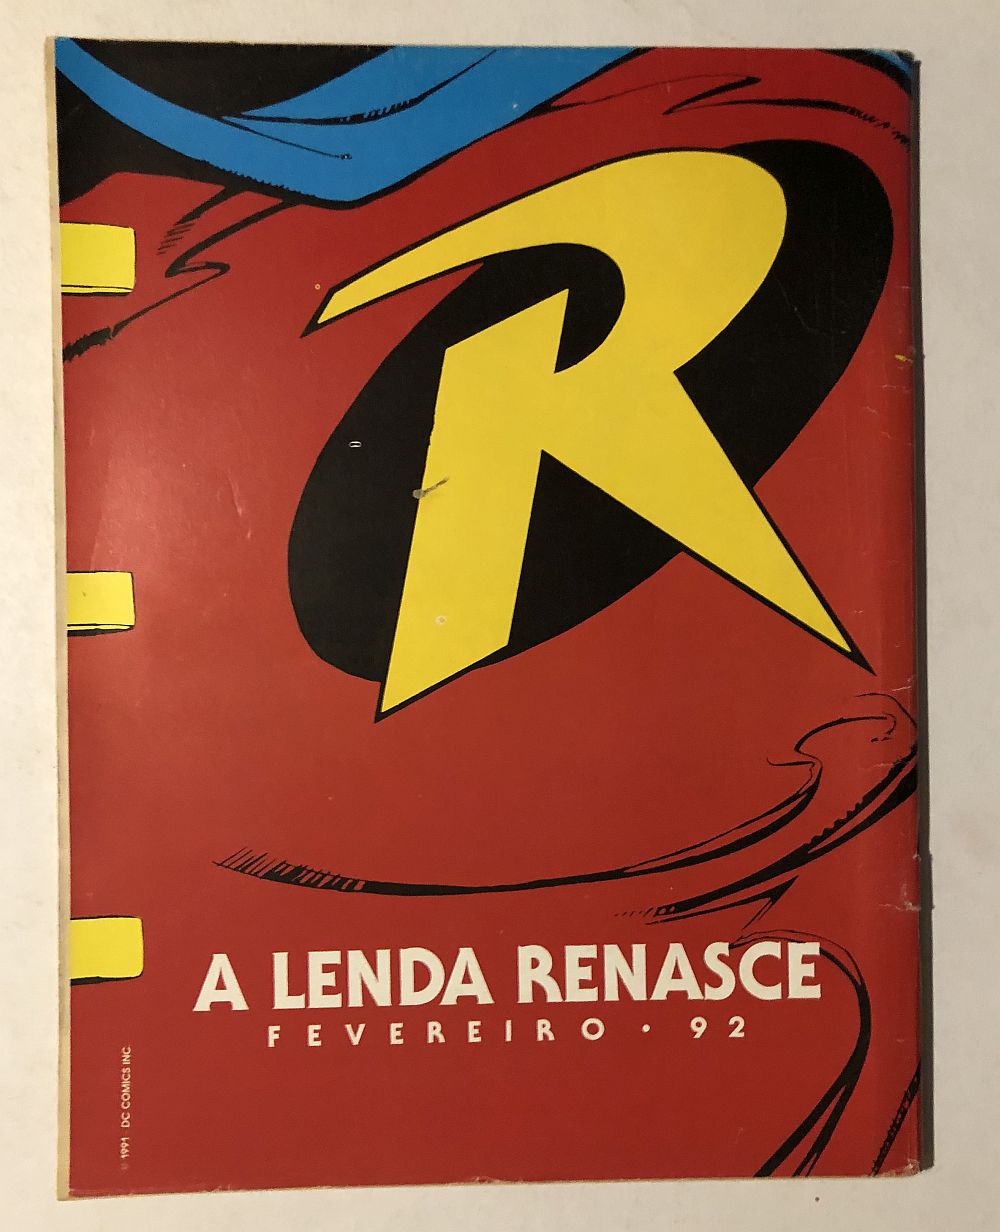 R
A LENDA RENASCE
FEVEREIRO • 92
© 1991 DC COMICS INC.